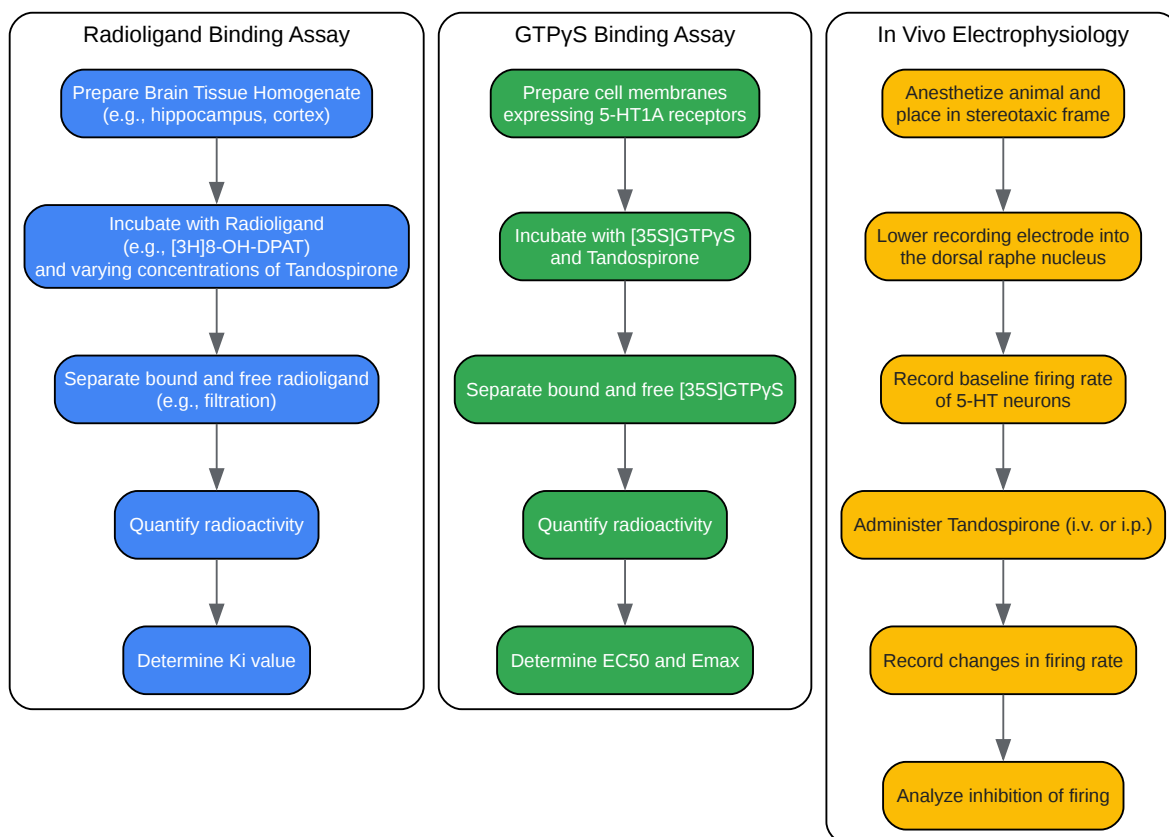 Radioligand Binding Assay
Prepare Brain Tissue Homogenate
(e.g., hippocampus, cortex)
Incubate with Radioligand
(e.g., [3H]8-OH-DPAT)
and varying concentrations of Tandospirone
Separate bound and free radioligand
(e.g., filtration)
Quantify radioactivity
Determine Ki value
GTPγS Binding Assay
Prepare cell membranes
expressing 5-HT1A receptors
Incubate with [35S]GTPγS
and Tandospirone
Separate bound and free [35S]GTPγS
Quantify radioactivity
Determine EC50 and Emax
In Vivo Electrophysiology
Anesthetize animal and
place in stereotaxic frame
Lower recording electrode into
the dorsal raphe nucleus
Record baseline firing rate
of 5-HT neurons
Administer Tandospirone (i.v. or i.p.)
Record changes in firing rate
Analyze inhibition of firing